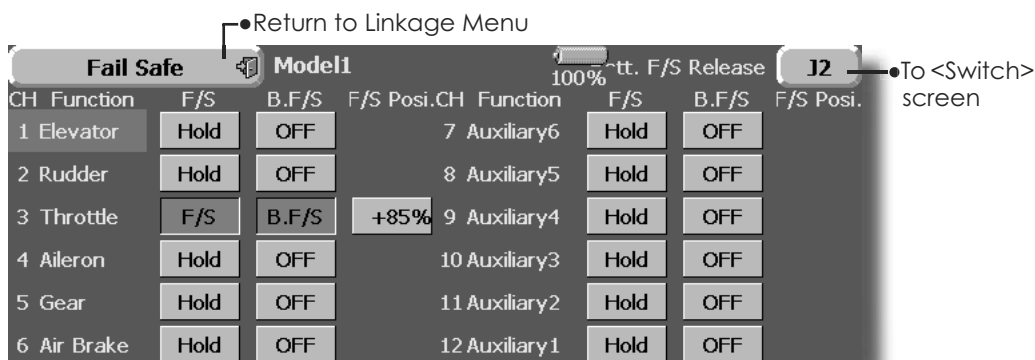 ●Return to Linkage Menu
Fail Safe Model1 100% tt. F/S Release J2 ●To <Switch> screen
CH Function F/S B.F/S F/S Posi. CH Function F/S B.F/S F/S Posi.
1 Elevator Hold OFF 7 Auxiliary6 Hold OFF
2 Rudder Hold OFF 8 Auxiliary5 Hold OFF
3 Throttle F/S B.F/S +85% 9 Auxiliary4 Hold OFF
4 Aileron Hold OFF 10 Auxiliary3 Hold OFF
5 Gear Hold OFF 11 Auxiliary2 Hold OFF
6 Air Brake Hold OFF 12 Auxiliary1 Hold OFF